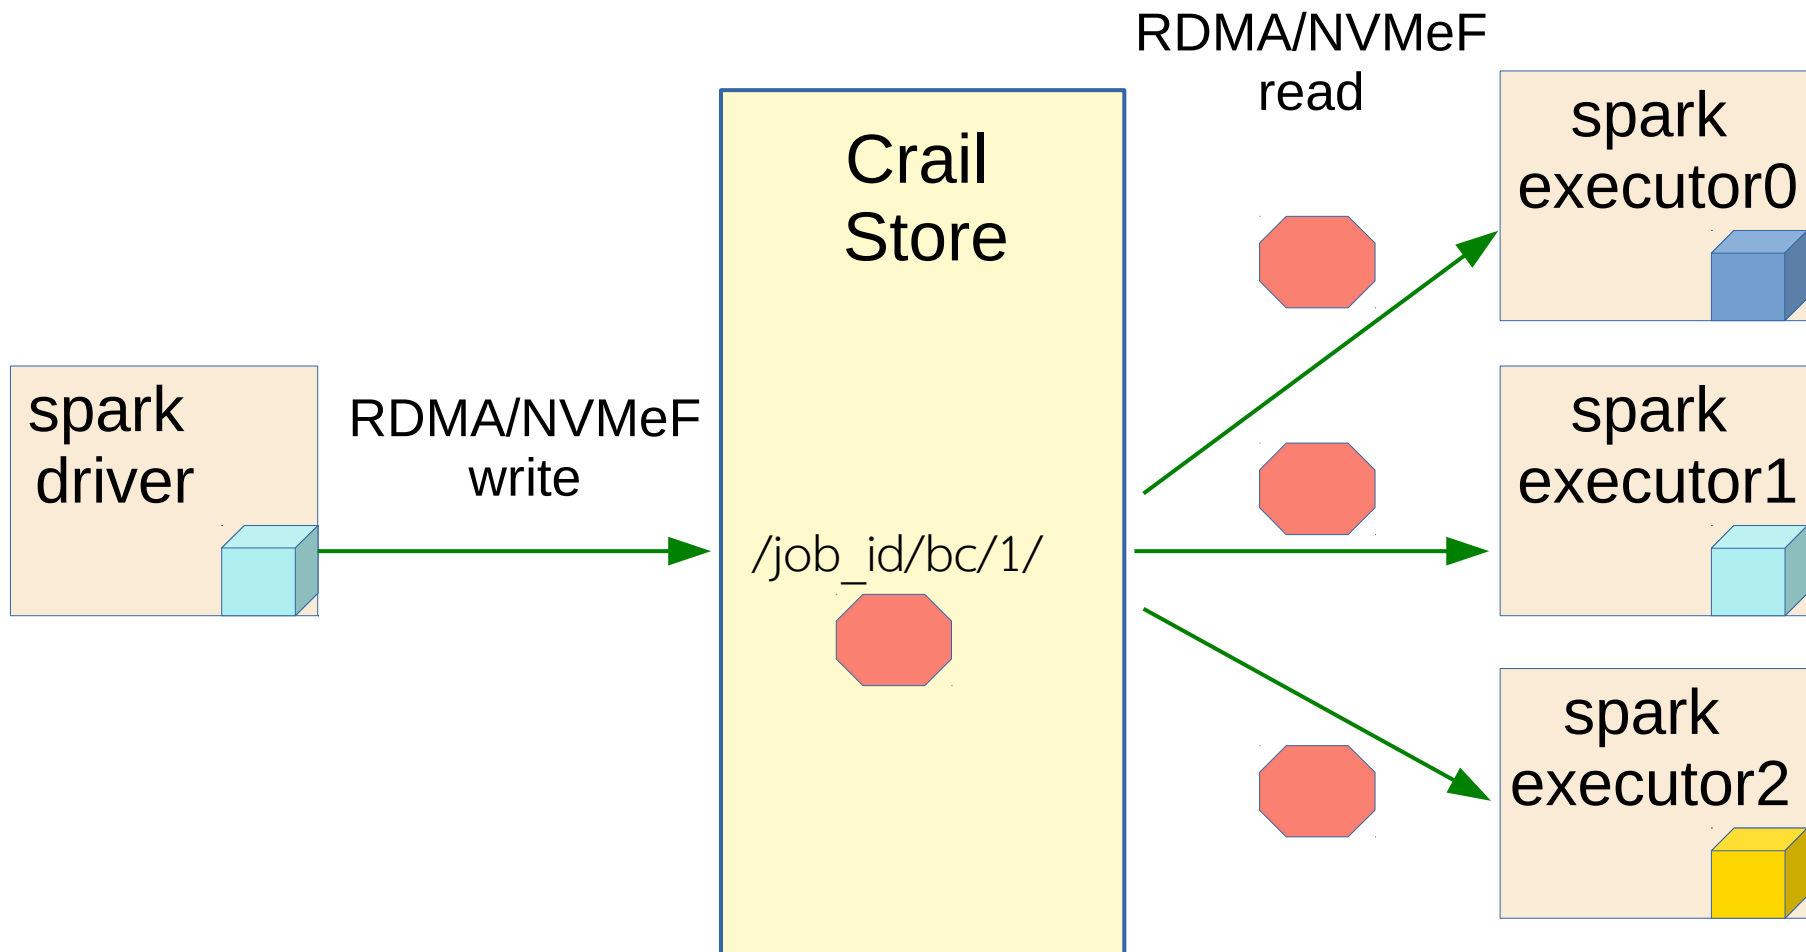 RDMA/NVMeF
read
Crail
Store
spark
executor0
spark
driver
RDMA/NVMeF
write
/job_id/bc/1/
spark
executor1
spark
executor2